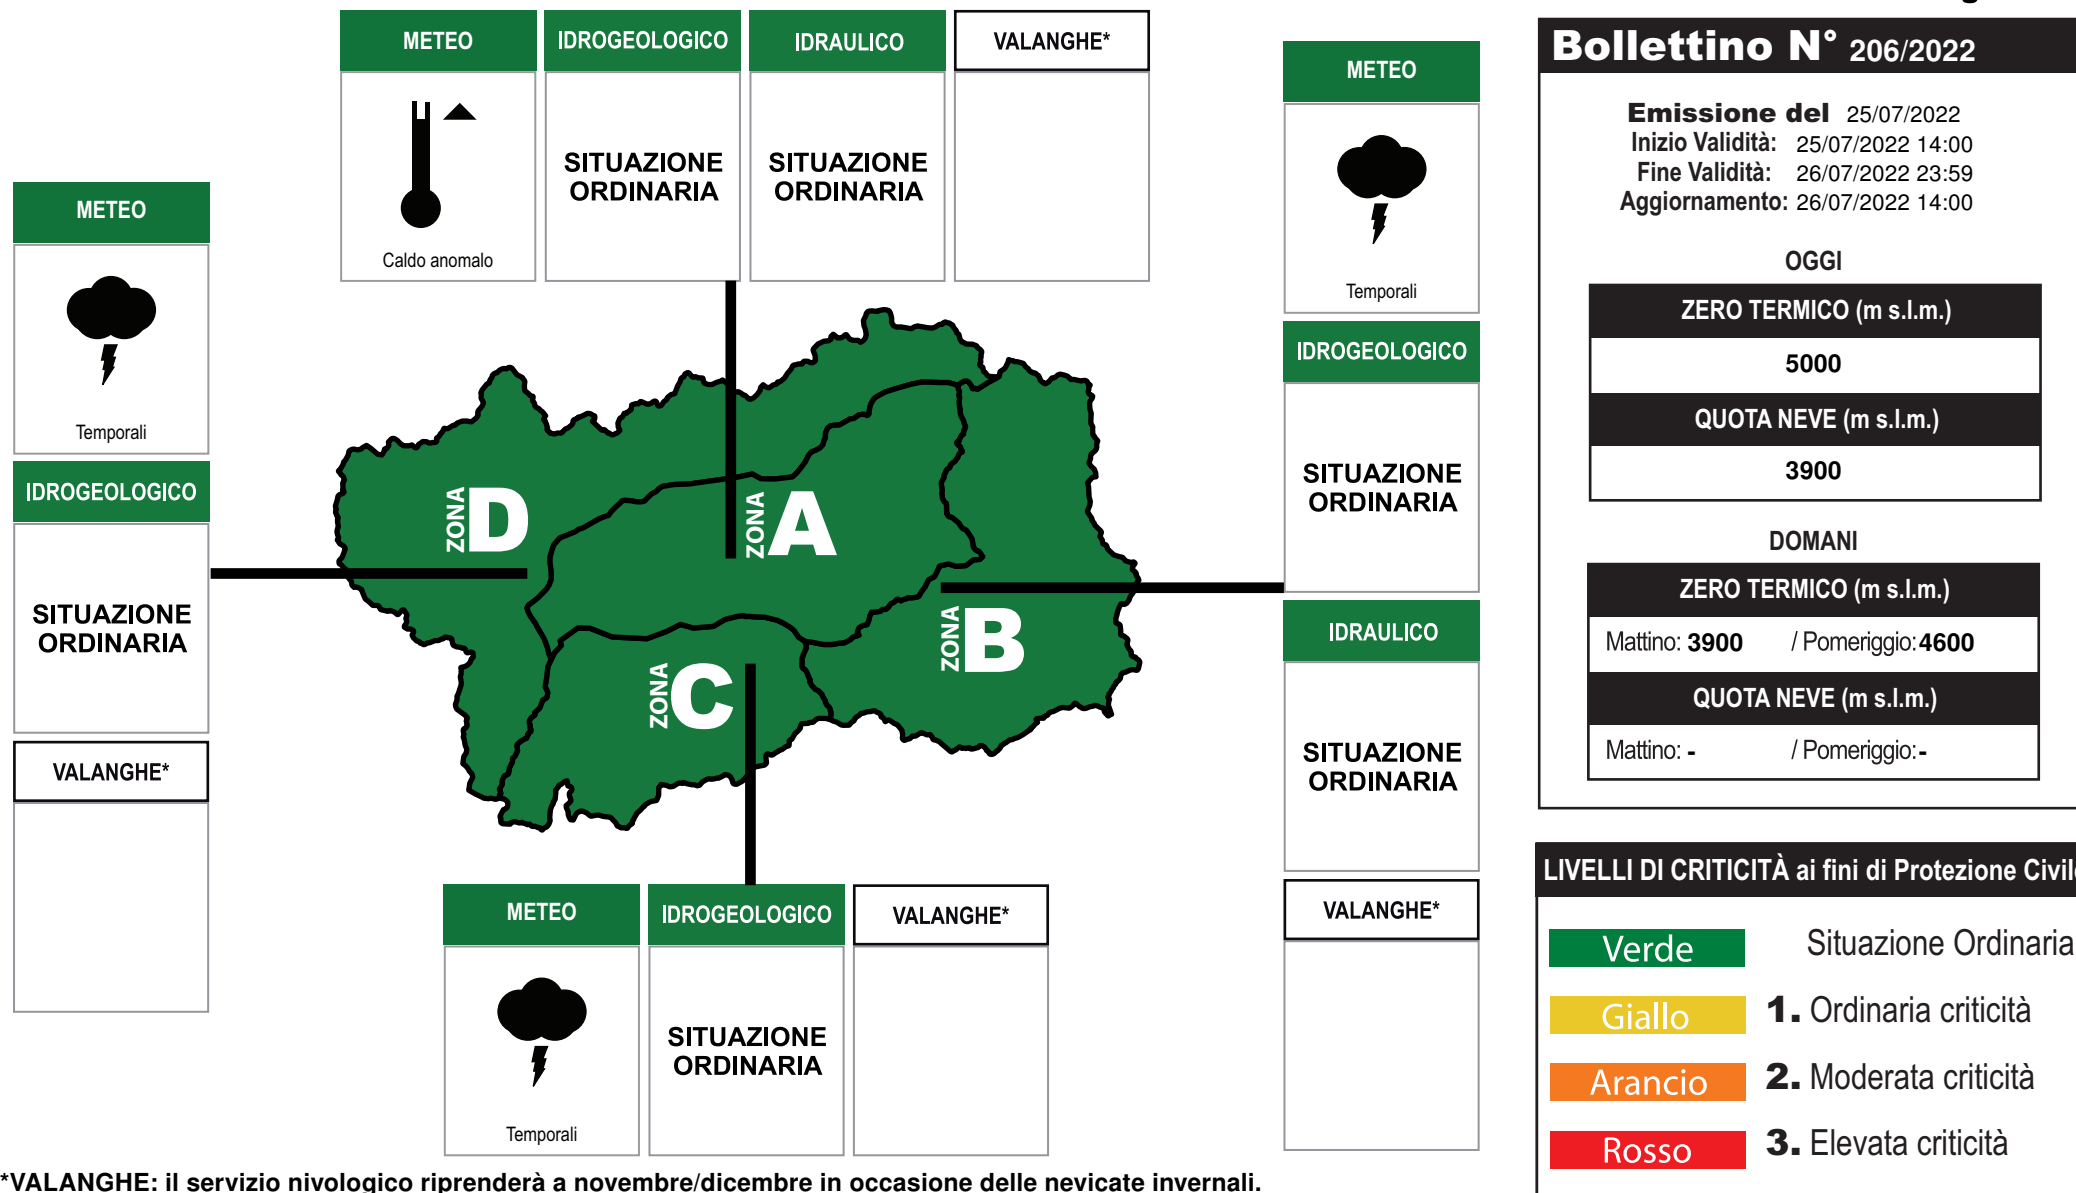 METEO
IDROGEOLOGICO
IDRAULICO
VALANGHE*
Caldo anomalo
SITUAZIONE
ORDINARIA
SITUAZIONE
ORDINARIA
METEO
Temporali
IDROGEOLOGICO
SITUAZIONE
ORDINARIA
VALANGHE*
METEO
Temporali
IDROGEOLOGICO
SITUAZIONE
ORDINARIA
IDRAULICO
SITUAZIONE
ORDINARIA
VALANGHE*
ZONA D
ZONA A
ZONA B
ZONA C
METEO
IDROGEOLOGICO
VALANGHE*
Temporali
SITUAZIONE
ORDINARIA
*VALANGHE: il servizio nivologico riprenderà a novembre/dicembre in occasione delle nevicate invernali.
Bollettino N° 206/2022
Emissione del 25/07/2022
Inizio Validità: 25/07/2022 14:00
Fine Validità: 26/07/2022 23:59
Aggiornamento: 26/07/2022 14:00
OGGI
ZERO TERMICO (m s.l.m.)
5000
QUOTA NEVE (m s.l.m.)
3900
DOMANI
ZERO TERMICO (m s.l.m.)
Mattino: 3900 / Pomeriggio: 4600
QUOTA NEVE (m s.l.m.)
Mattino: - / Pomeriggio: -
LIVELLI DI CRITICITÀ ai fini di Protezione Civile
Verde Situazione Ordinaria
Giallo 1. Ordinaria criticità
Arancio 2. Moderata criticità
Rosso 3. Elevata criticità